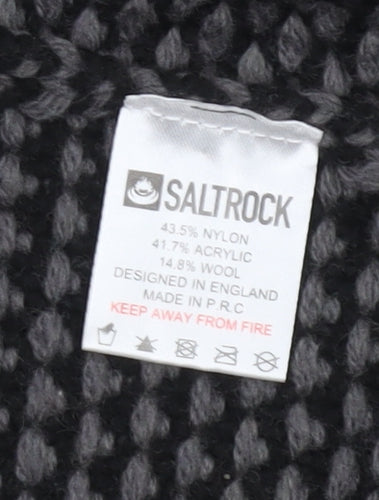 SALTROCK
43.5% NYLON
41.7% ACRYLIC
14.8% WOOL
DESIGNED IN ENGLAND
MADE IN P.R.C
KEEP AWAY FROM FIRE